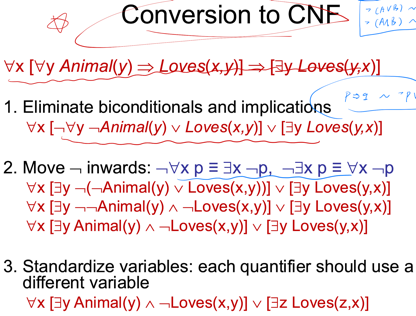 Conversion to CNF
¬(A∨B) ~
¬(A∧B) ~
∀x [∀y Animal(y) ⇒ Loves(x,y)] ⇒ [∃y Loves(y,x)]
p⇒q ~ ¬p∨
1. Eliminate biconditionals and implications
∀x [¬∀y ¬Animal(y) ∨ Loves(x,y)] ∨ [∃y Loves(y,x)]
2. Move ¬ inwards: ¬∀x p ≡ ∃x ¬p, ¬∃x p ≡ ∀x ¬p
∀x [∃y ¬(¬Animal(y) ∨ Loves(x,y))] ∨ [∃y Loves(y,x)]
∀x [∃y ¬¬Animal(y) ∧ ¬Loves(x,y)] ∨ [∃y Loves(y,x)]
∀x [∃y Animal(y) ∧ ¬Loves(x,y)] ∨ [∃y Loves(y,x)]
3. Standardize variables: each quantifier should use a
different variable
∀x [∃y Animal(y) ∧ ¬Loves(x,y)] ∨ [∃z Loves(z,x)]